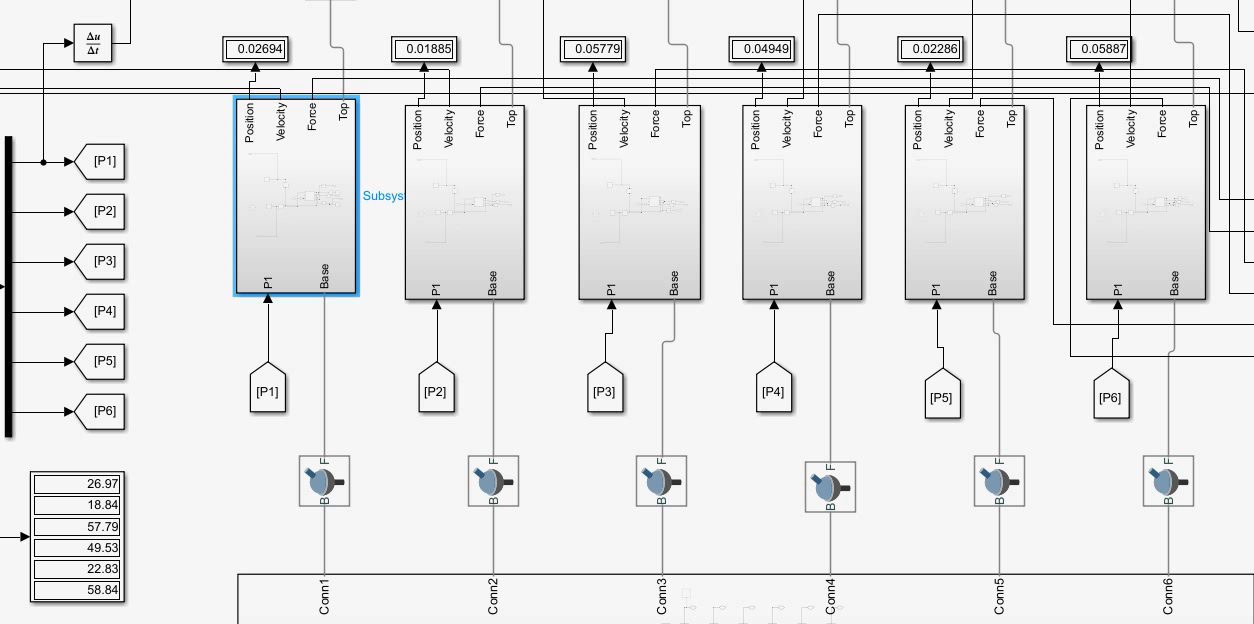 Δu
Δt
0.02694
0.01885
0.05779
0.04949
0.02286
0.05887
Position
Velocity
Force
Top
Position
Velocity
Force
Top
Position
Velocity
Force
Top
Position
Velocity
Force
Top
Position
Velocity
Force
Top
Position
Velocity
Force
Top
[P1]
[P2]
[P3]
[P4]
[P5]
[P6]
Subsys
P1
Base
P1
Base
P1
Base
P1
Base
P1
Base
P1
Base
[P1]
[P2]
[P3]
[P4]
[P5]
[P6]
F
B
F
B
F
B
F
B
F
B
F
B
26.97
18.84
57.79
49.53
22.83
58.84
Conn1
Conn2
Conn3
Conn4
Conn5
Conn6